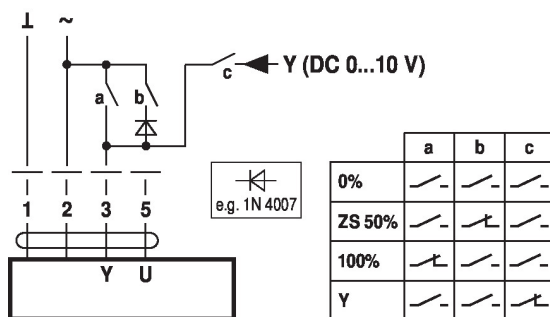 ⊥ ~
a b c Y (DC 0...10 V)
1 2 3 5
Y U
e.g. 1N 4007
a b c
0%
ZS 50%
100%
Y